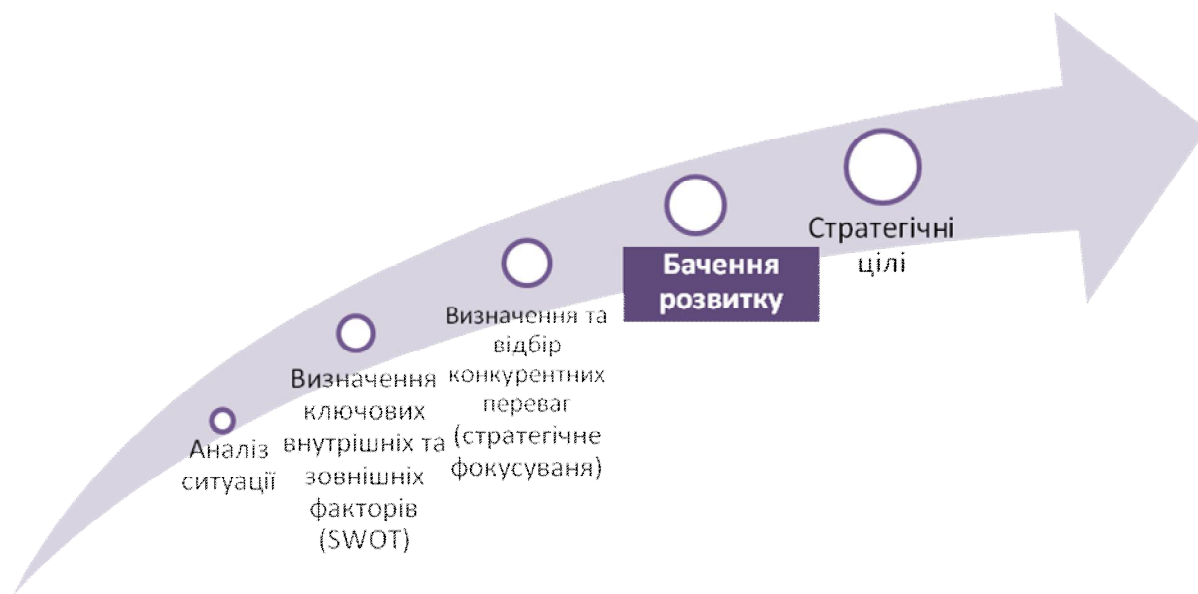 Аналіз
ситуації
Визначення
ключових
внутрішніх та
зовнішніх
факторів
(SWOT)
Визначення та
відбір
конкурентних
переваг
(стратегічне
фокусуваня)
Бачення
розвитку
Стратегічні
цілі